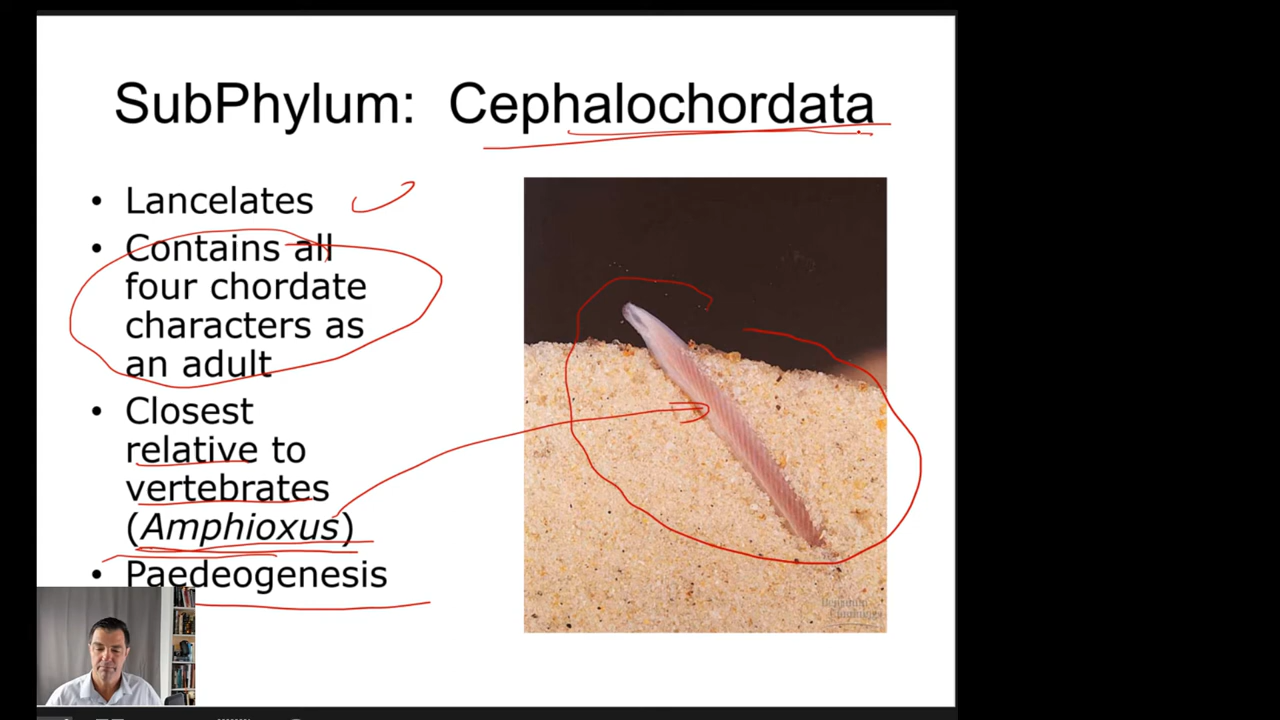 SubPhylum: Cephalochordata
• Lancelates
• Contains all
four chordate
characters as
an adult
• Closest
relative to
vertebrates
(Amphioxus)
• Paedeogenesis